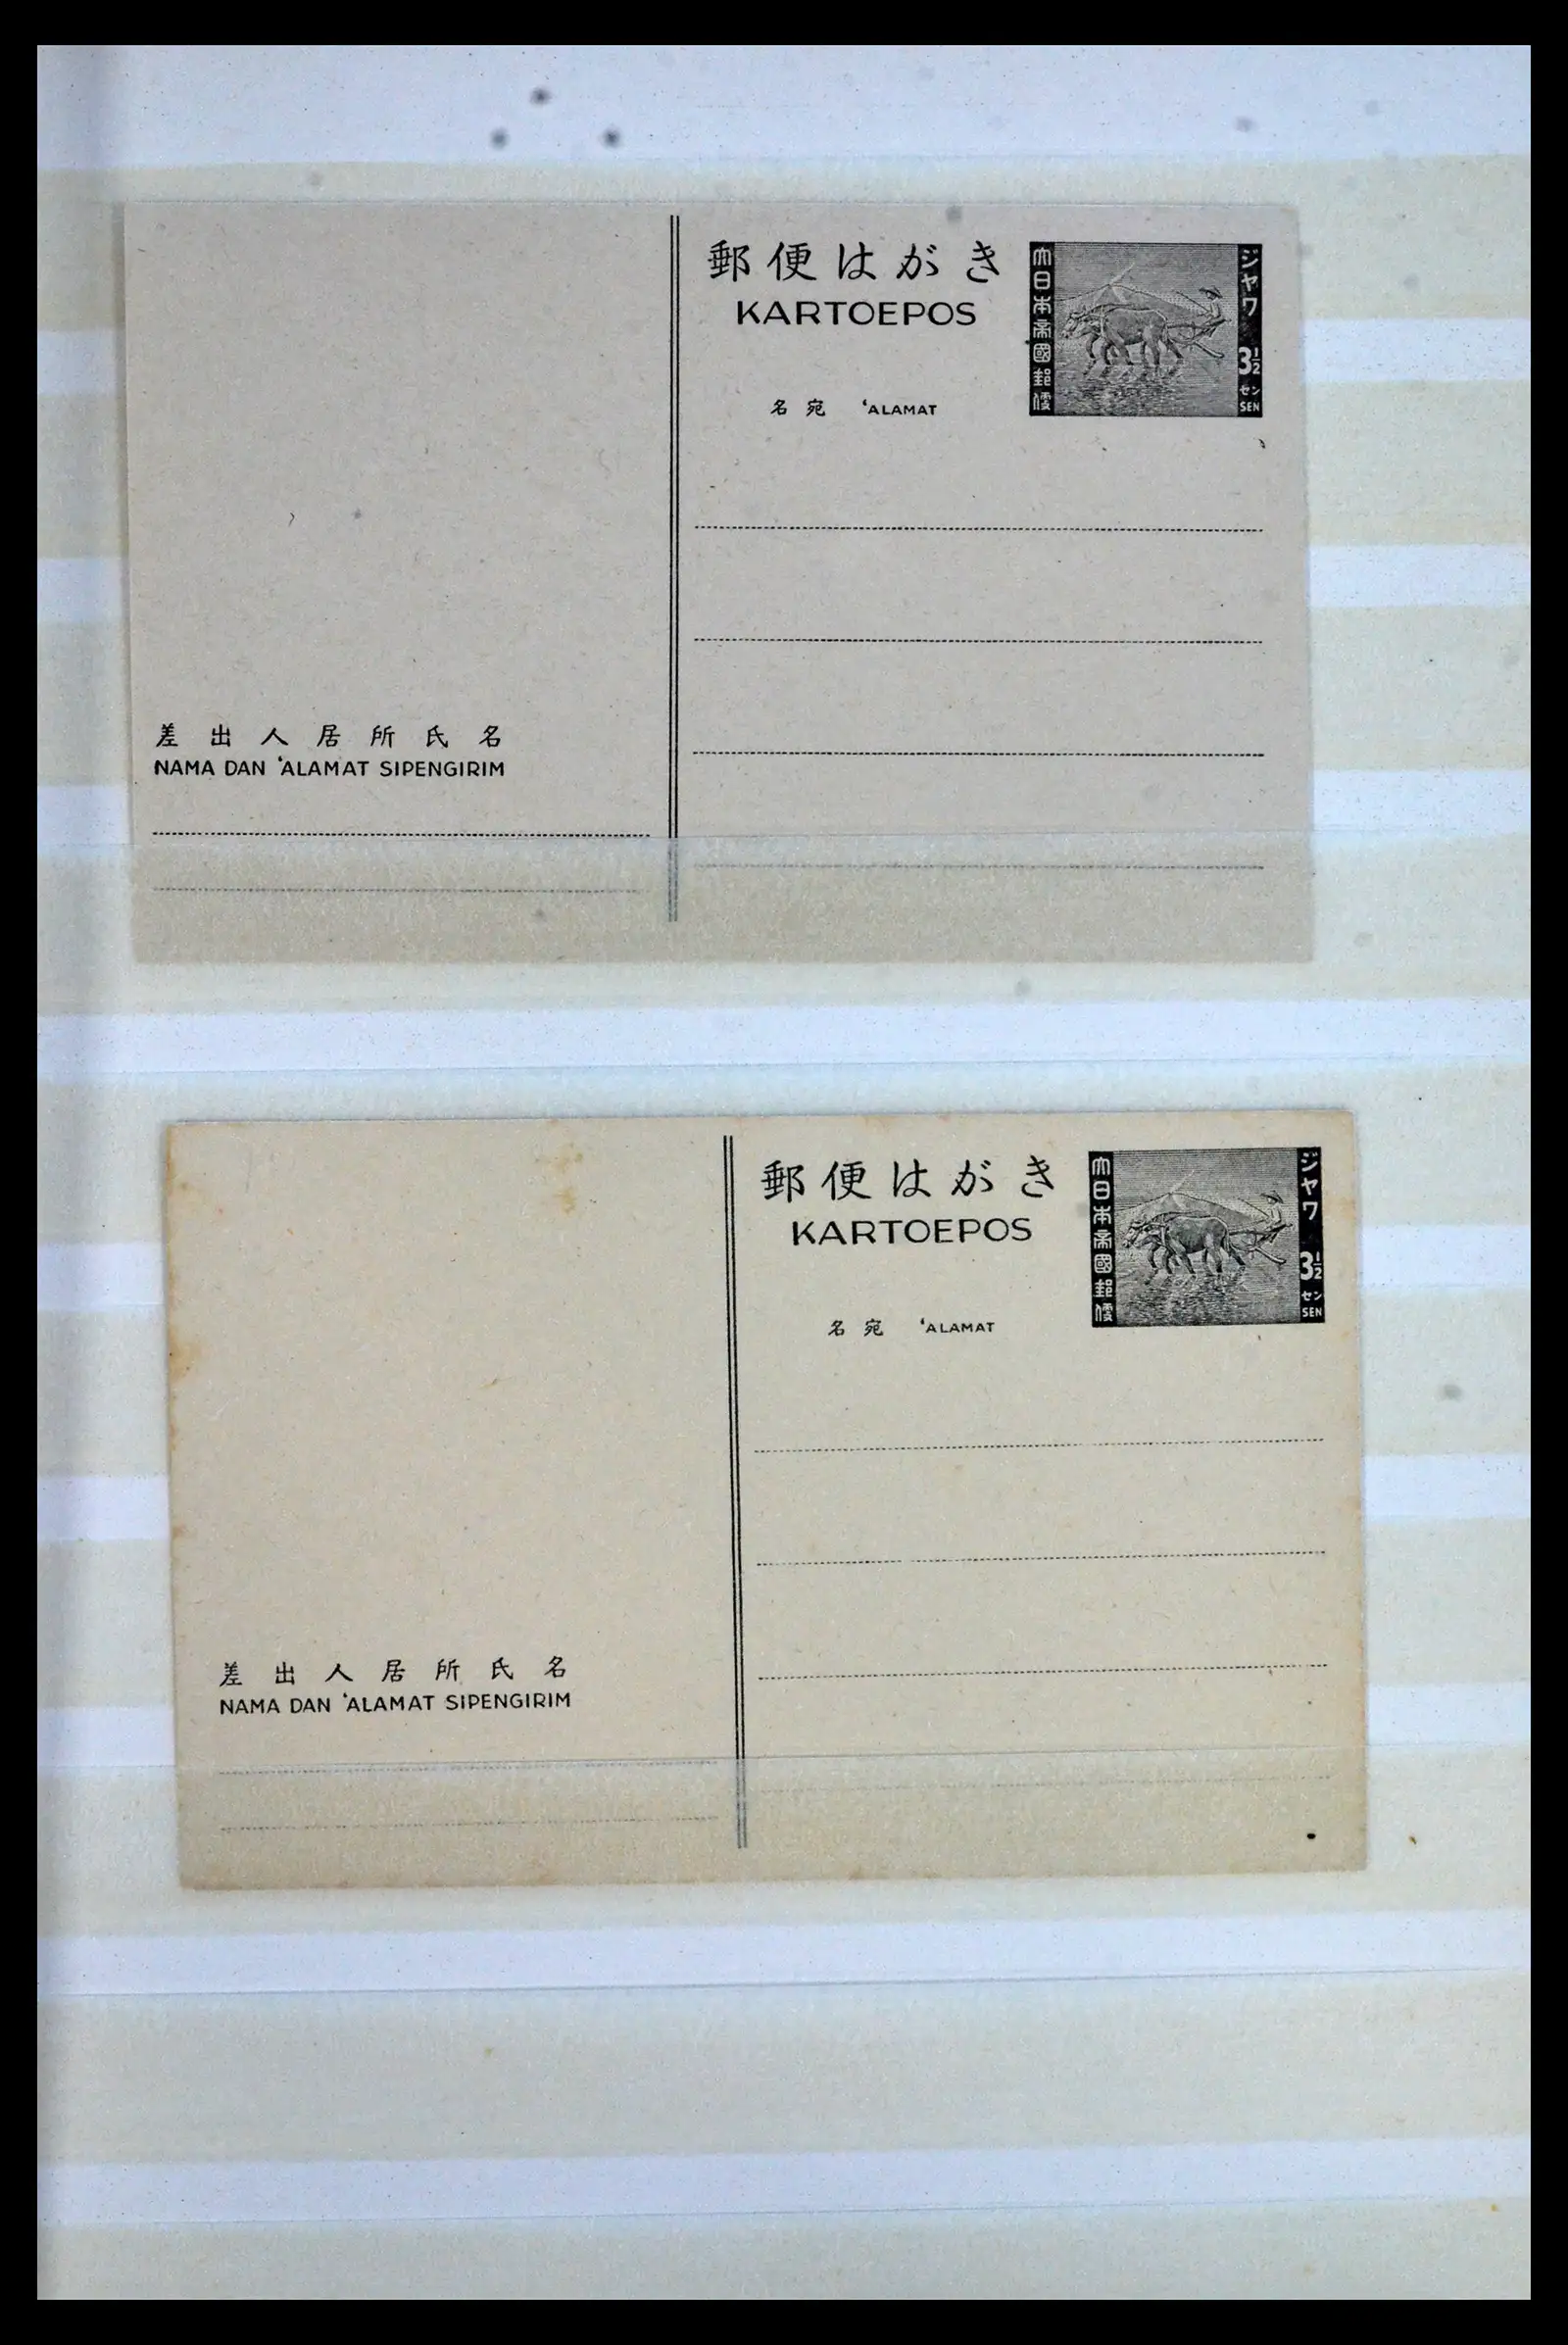 郵便はがき
KARTOEPOS
名宛 'ALAMAT
大日本帝國郵便
ジャワ
3½
セン
SEN
差出人居所氏名
NAMA DAN 'ALAMAT SIPENGIRIM
郵便はがき
KARTOEPOS
名宛 'ALAMAT
大日本帝國郵便
ジャワ
3½
セン
SEN
差出人居所氏名
NAMA DAN 'ALAMAT SIPENGIRIM